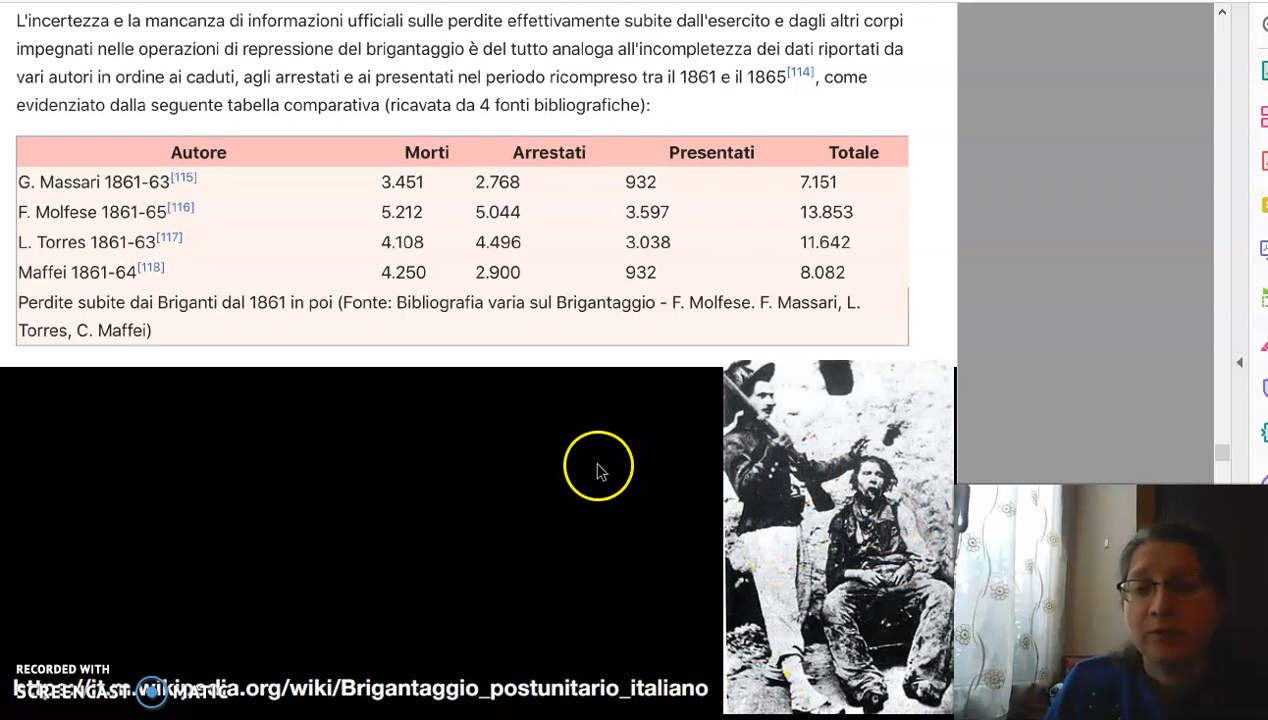 L'incertezza e la mancanza di informazioni ufficiali sulle perdite effettivamente subite dall'esercito e dagli altri corpi
impegnati nelle operazioni di repressione del brigantaggio è del tutto analoga all'incompletezza dei dati riportati da
vari autori in ordine ai caduti, agli arrestati e ai presentati nel periodo ricompreso tra il 1861 e il 1865[114], come
evidenziato dalla seguente tabella comparativa (ricavata da 4 fonti bibliografiche):
Autore Morti Arrestati Presentati Totale
G. Massari 1861-63[115] 3.451 2.768 932 7.151
F. Molfese 1861-65[116] 5.212 5.044 3.597 13.853
L. Torres 1861-63[117] 4.108 4.496 3.038 11.642
Maffei 1861-64[118] 4.250 2.900 932 8.082
Perdite subite dai Briganti dal 1861 in poi (Fonte: Bibliografia varia sul Brigantaggio - F. Molfese. F. Massari, L.
Torres, C. Maffei)
RECORDED WITH
SCREENCAST MATIC
https://it.m.wikipedia.org/wiki/Brigantaggio_postunitario_italiano